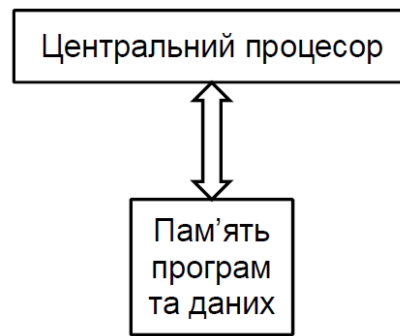 Центральний процесор
Пам’ять
програм
та даних